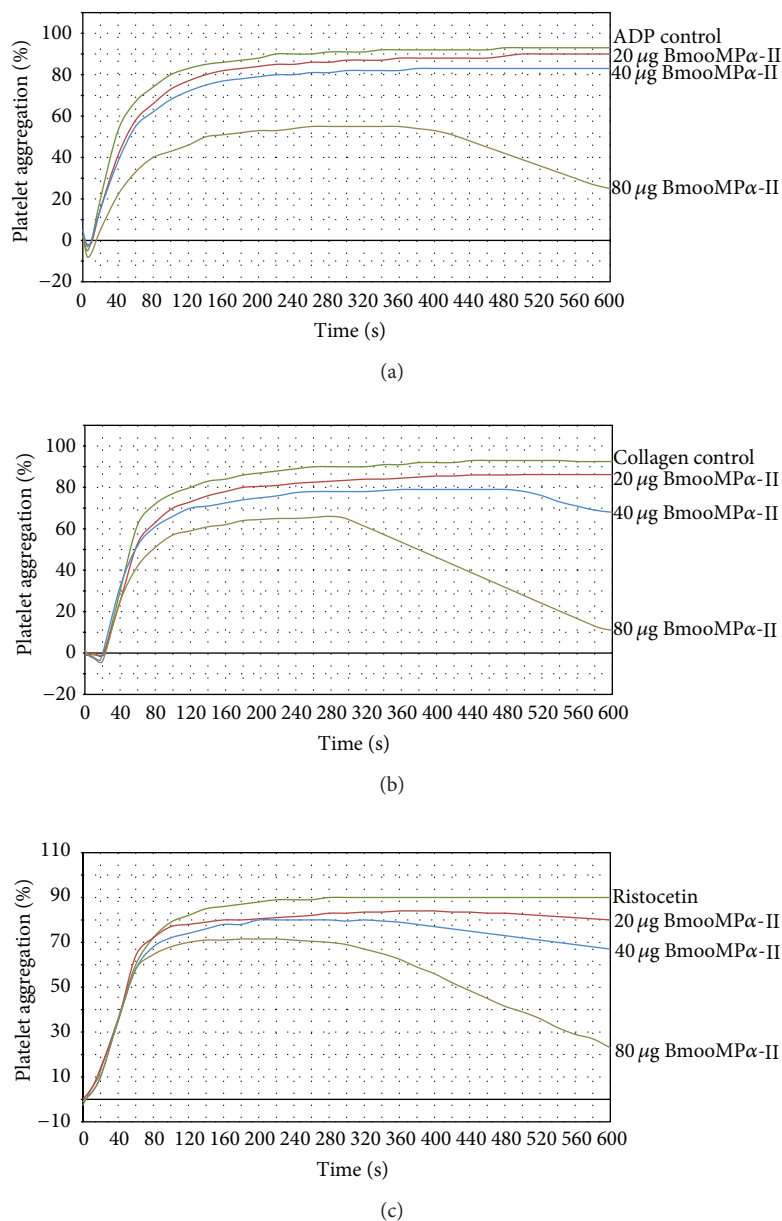 100
80
60
40
20
0
−20
Platelet aggregation (%)
0 40 80 120 160 200 240 280 320 360 400 440 480 520 560 600
Time (s)
ADP control
20 μg BmooMPα-II
40 μg BmooMPα-II
80 μg BmooMPα-II
(a)
100
80
60
40
20
0
−20
Platelet aggregation (%)
0 40 80 120 160 200 240 280 320 360 400 440 480 520 560 600
Time (s)
Collagen control
20 μg BmooMPα-II
40 μg BmooMPα-II
80 μg BmooMPα-II
(b)
110
90
70
50
30
10
−10
Platelet aggregation (%)
0 40 80 120 160 200 240 280 320 360 400 440 480 520 560 600
Time (s)
Ristocetin
20 μg BmooMPα-II
40 μg BmooMPα-II
80 μg BmooMPα-II
(c)